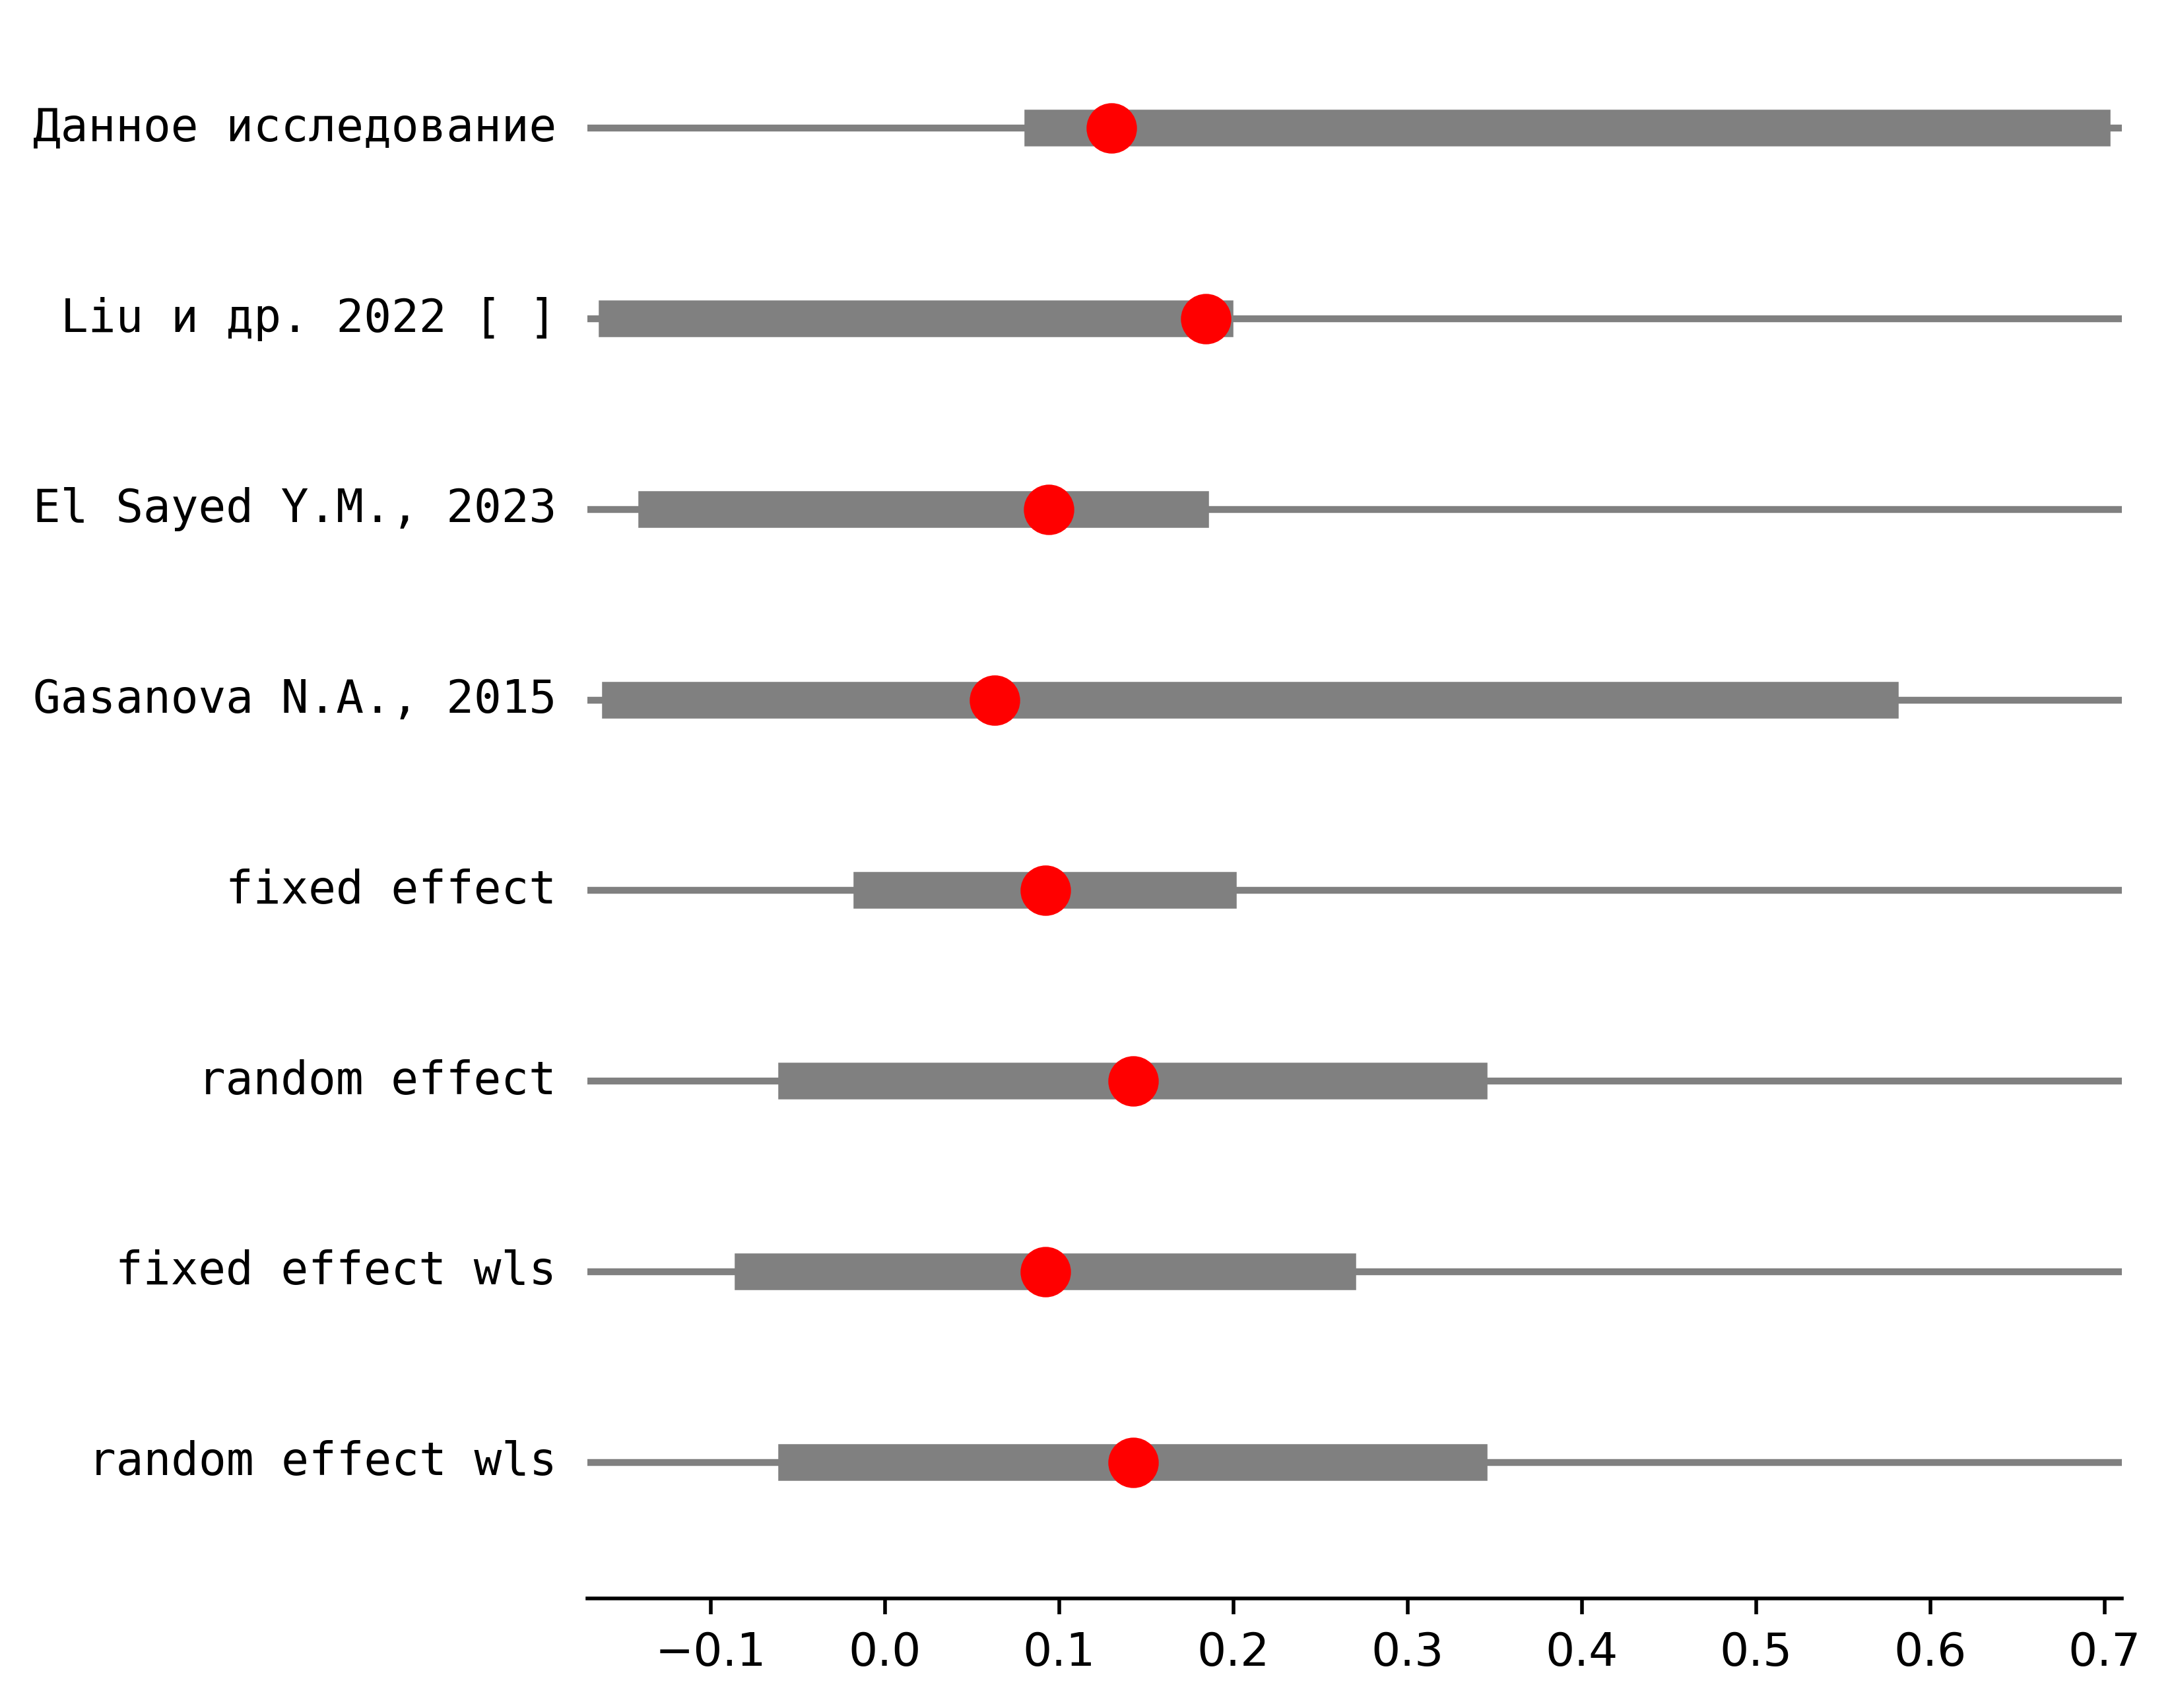 Данное исследование
Liu и др. 2022 [ ]
El Sayed Y.M., 2023
Gasanova N.A., 2015
fixed effect
random effect
fixed effect wls
random effect wls
−0.1 0.0 0.1 0.2 0.3 0.4 0.5 0.6 0.7